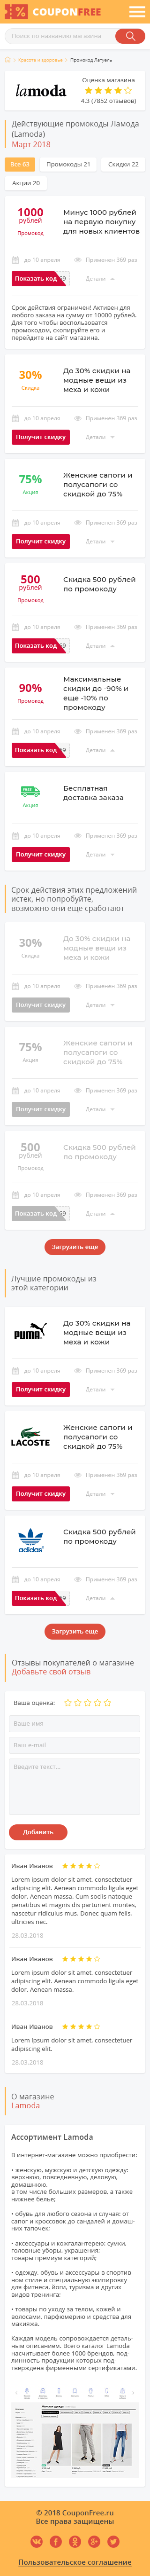 COUPONFREE
Поиск по названию магазина
Красота и здоровье
Промокод Летуаль
lamoda
Оценка магазина
4.3 (7852 отзывов)
Действующие промокоды Ламода
(Lamoda)
Март 2018
Все 63
Промокоды 21
Скидки 22
Акции 20
1000
рублей
Промокод
Минус 1000 рублей
на первую покупку
для новых клиентов
до 10 апреля
Применен 369 раз
Показать код
Детали
Срок действия ограничен! Активен для
любого заказа на сумму от 10000 рублей.
Для того чтобы воспользоватся
промокодом, скопируейте его и
перейдите на сайт магазина.
30%
Скидка
До 30% скидки на
модные вещи из
меха и кожи
до 10 апреля
Применен 369 раз
Получит скидку
Детали
75%
Акция
Женские сапоги и
полусапоги со
скидкой до 75%
до 10 апреля
Применен 369 раз
Получит скидку
Детали
500
рублей
Промокод
Скидка 500 рублей
по промокоду
до 10 апреля
Применен 369 раз
Показать код
Детали
90%
Промокод
Максимальные
скидки до -90% и
еще -10% по
промокоду
до 10 апреля
Применен 369 раз
Показать код
Детали
FREE
Акция
Бесплатная
доставка заказа
до 10 апреля
Применен 369 раз
Получит скидку
Детали
Срок действия этих предложений
истек, но попробуйте,
возможно они еще сработают
30%
Скидка
До 30% скидки на
модные вещи из
меха и кожи
до 10 апреля
Применен 369 раз
Получит скидку
Детали
75%
Акция
Женские сапоги и
полусапоги со
скидкой до 75%
до 10 апреля
Применен 369 раз
Получит скидку
Детали
500
рублей
Промокод
Скидка 500 рублей
по промокоду
до 10 апреля
Применен 369 раз
Показать код
Детали
Загрузить еще
Лучшие промокоды из
этой категории
PUMA
До 30% скидки на
модные вещи из
меха и кожи
до 10 апреля
Применен 369 раз
Получит скидку
Детали
LACOSTE
Женские сапоги и
полусапоги со
скидкой до 75%
до 10 апреля
Применен 369 раз
Получит скидку
Детали
adidas
Скидка 500 рублей
по промокоду
до 10 апреля
Применен 369 раз
Показать код
Детали
Загрузить еще
Отзывы покупателей о магазине
Добавьте свой отзыв
Ваша оценка:
Ваше имя
Ваш e-mail
Введите текст...
Добавить
Иван Иванов
Lorem ipsum dolor sit amet, consectetuer
adipiscing elit. Aenean commodo ligula eget
dolor. Aenean massa. Cum sociis natoque
penatibus et magnis dis parturient montes,
nascetur ridiculus mus. Donec quam felis,
ultricies nec.
28.03.2018
Иван Иванов
Lorem ipsum dolor sit amet, consectetuer
adipiscing elit. Aenean commodo ligula eget
dolor. Aenean massa.
28.03.2018
Иван Иванов
Lorem ipsum dolor sit amet, consectetuer
adipiscing elit.
28.03.2018
О магазине
Lamoda
Ассортимент Lamoda
В интернет-магазине можно приобрести:
• женскую, мужскую и детскую одежду:
верхнюю, повседневную, деловую,
домашнюю,
в том числе больших размеров, а также
нижнее белье;
• обувь для любого сезона и случая: от
сапог и кроссовок до сандалей и домаш-
них тапочек;
• аксессуары и кожгалантерею: сумки,
головные уборы, украшения;
товары премиум категорий;
• одежду, обувь и аксессуары в спортив-
ном стиле и специальную экипировку
для фитнеса, йоги, туризма и других
видов тренинга;
• товары по уходу за телом, кожей и
волосами, парфюмерию и средства для
макияжа.
Каждая модель сопровождается деталь-
ным описанием. Всего каталог Lamoda
насчитывает более 1000 брендов, под-
линность продукции которых под-
тверждена фирменными сертификатами.
© 2018 CouponFree.ru
Все права защищены
Пользовательское соглашение